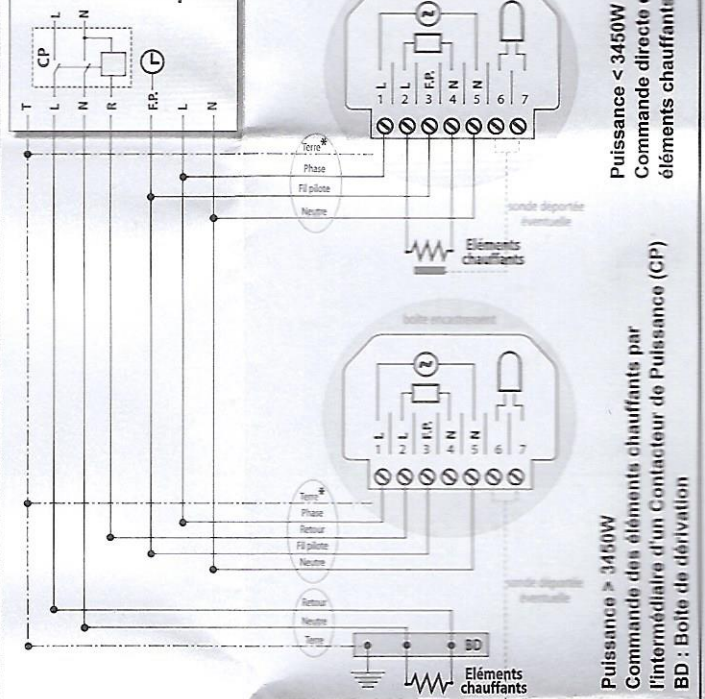 L
N
CP
T
L
N
R
F.P.
L
N
L
L
F.P.
N
N
1
2
3
4
5
6
7
Terre*
Phase
Fil pilote
Neutre
sonde déportée
éventuelle
Eléments
chauffants
Puissance < 3450W
Commande directe
éléments chauffants
boîte encastrement
L
L
F.P.
N
N
1
2
3
4
5
6
7
Terre*
Phase
Retour
Fil pilote
Neutre
Retour
Neutre
Terre
BD
sonde déportée
éventuelle
Eléments
chauffants
Puissance > 3450W
Commande des éléments chauffants par
l'intermédiaire d'un Contacteur de Puissance (CP)
BD : Boîte de dérivation